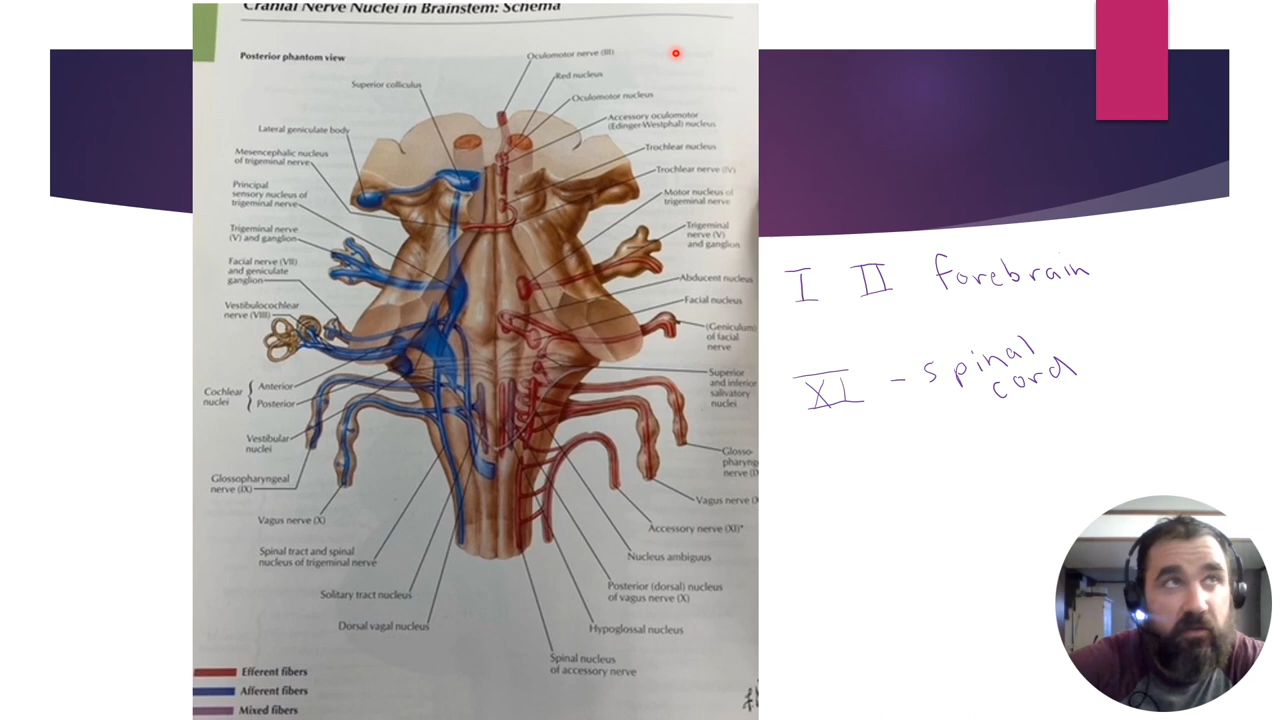 Cranial Nerve Nuclei in Brainstem: Schema
Posterior phantom view
Oculomotor nerve (III)
Red nucleus
Superior colliculus
Oculomotor nucleus
Accessory oculomotor
(Edinger-Westphal) nucleus
Lateral geniculate body
Trochlear nucleus
Mesencephalic nucleus
of trigeminal nerve
Trochlear nerve (IV)
Principal
sensory nucleus of
trigeminal nerve
Motor nucleus of
trigeminal nerve
Trigeminal nerve
(V) and ganglion
Trigeminal
nerve (V)
and ganglion
Facial nerve (VII)
and geniculate
ganglion
Abducent nucleus
Facial nucleus
Vestibulocochlear
nerve (VIII)
(Geniculum)
of facial
nerve
Cochlear
nuclei
Anterior
Posterior
Superior
and inferior
salivatory
nuclei
Vestibular
nuclei
Glosso-
pharyng
nerve (I
Glossopharyngeal
nerve (IX)
Vagus nerve (X
Vagus nerve (X)
Accessory nerve (XI)*
Spinal tract and spinal
nucleus of trigeminal nerve
Nucleus ambiguus
Solitary tract nucleus
Posterior (dorsal) nucleus
of vagus nerve (X)
Dorsal vagal nucleus
Hypoglossal nucleus
Spinal nucleus
of accessory nerve
Efferent fibers
Afferent fibers
Mixed fibers
I II forebrain
XI - spinal
cord